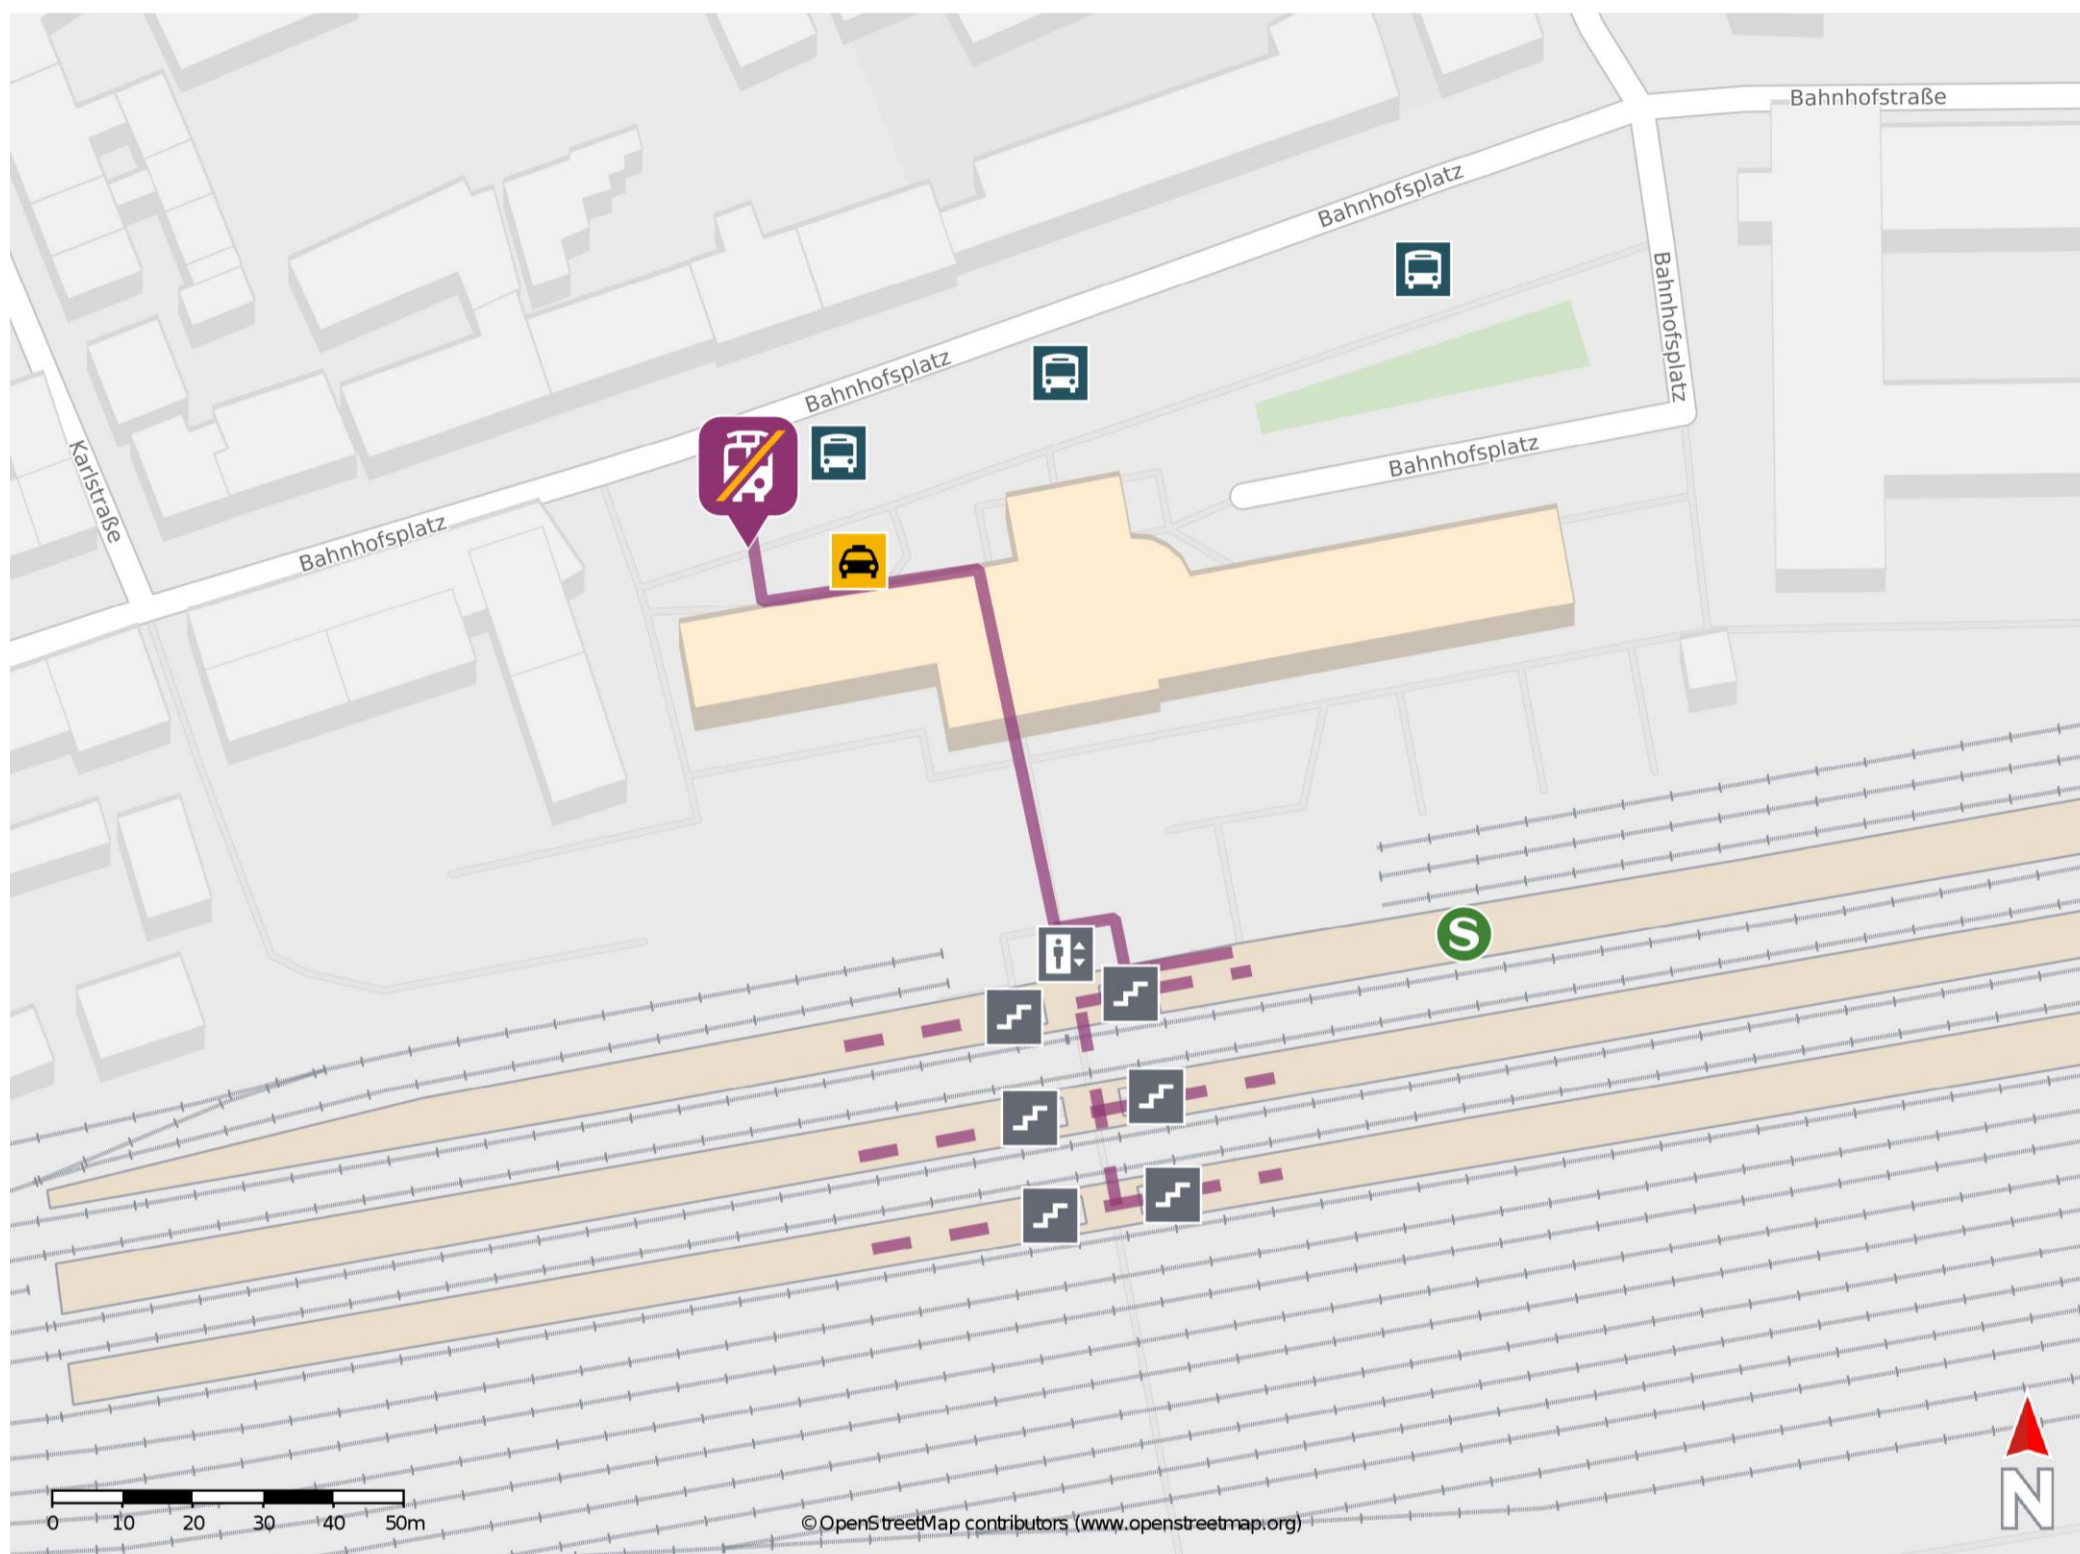 Bahnhofstraße
Bahnhofsplatz
Bahnhofsplatz
Bahnhofsplatz
Bahnhofsplatz
Karlstraße
Bahnhofsplatz
S
0 10 20 30 40 50m
©OpenStreetMap contributors (www.openstreetmap.org)
N